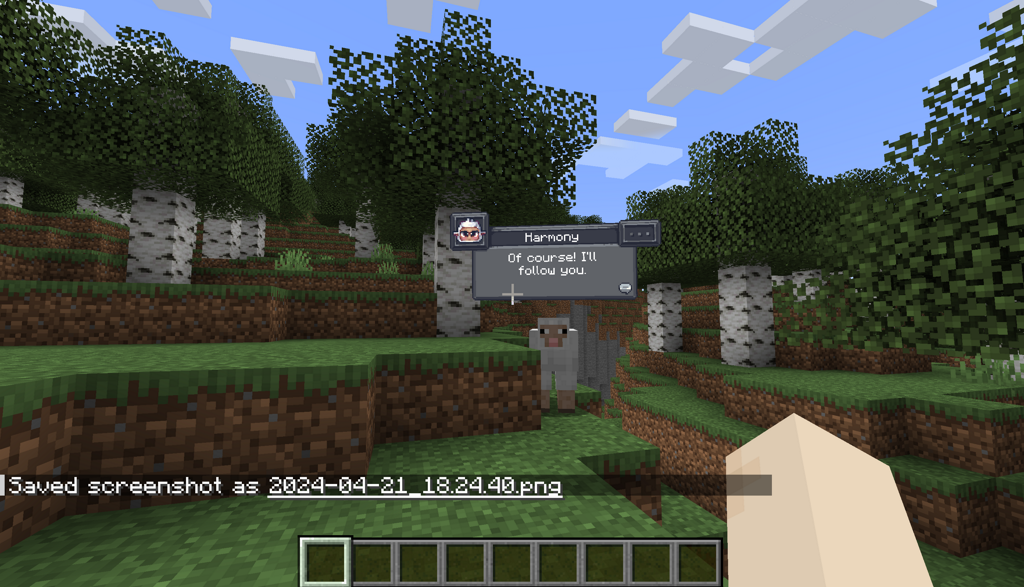 Harmony
Of course! I'll
follow you.
Saved screenshot as 2024-04-21_18.24.40.png